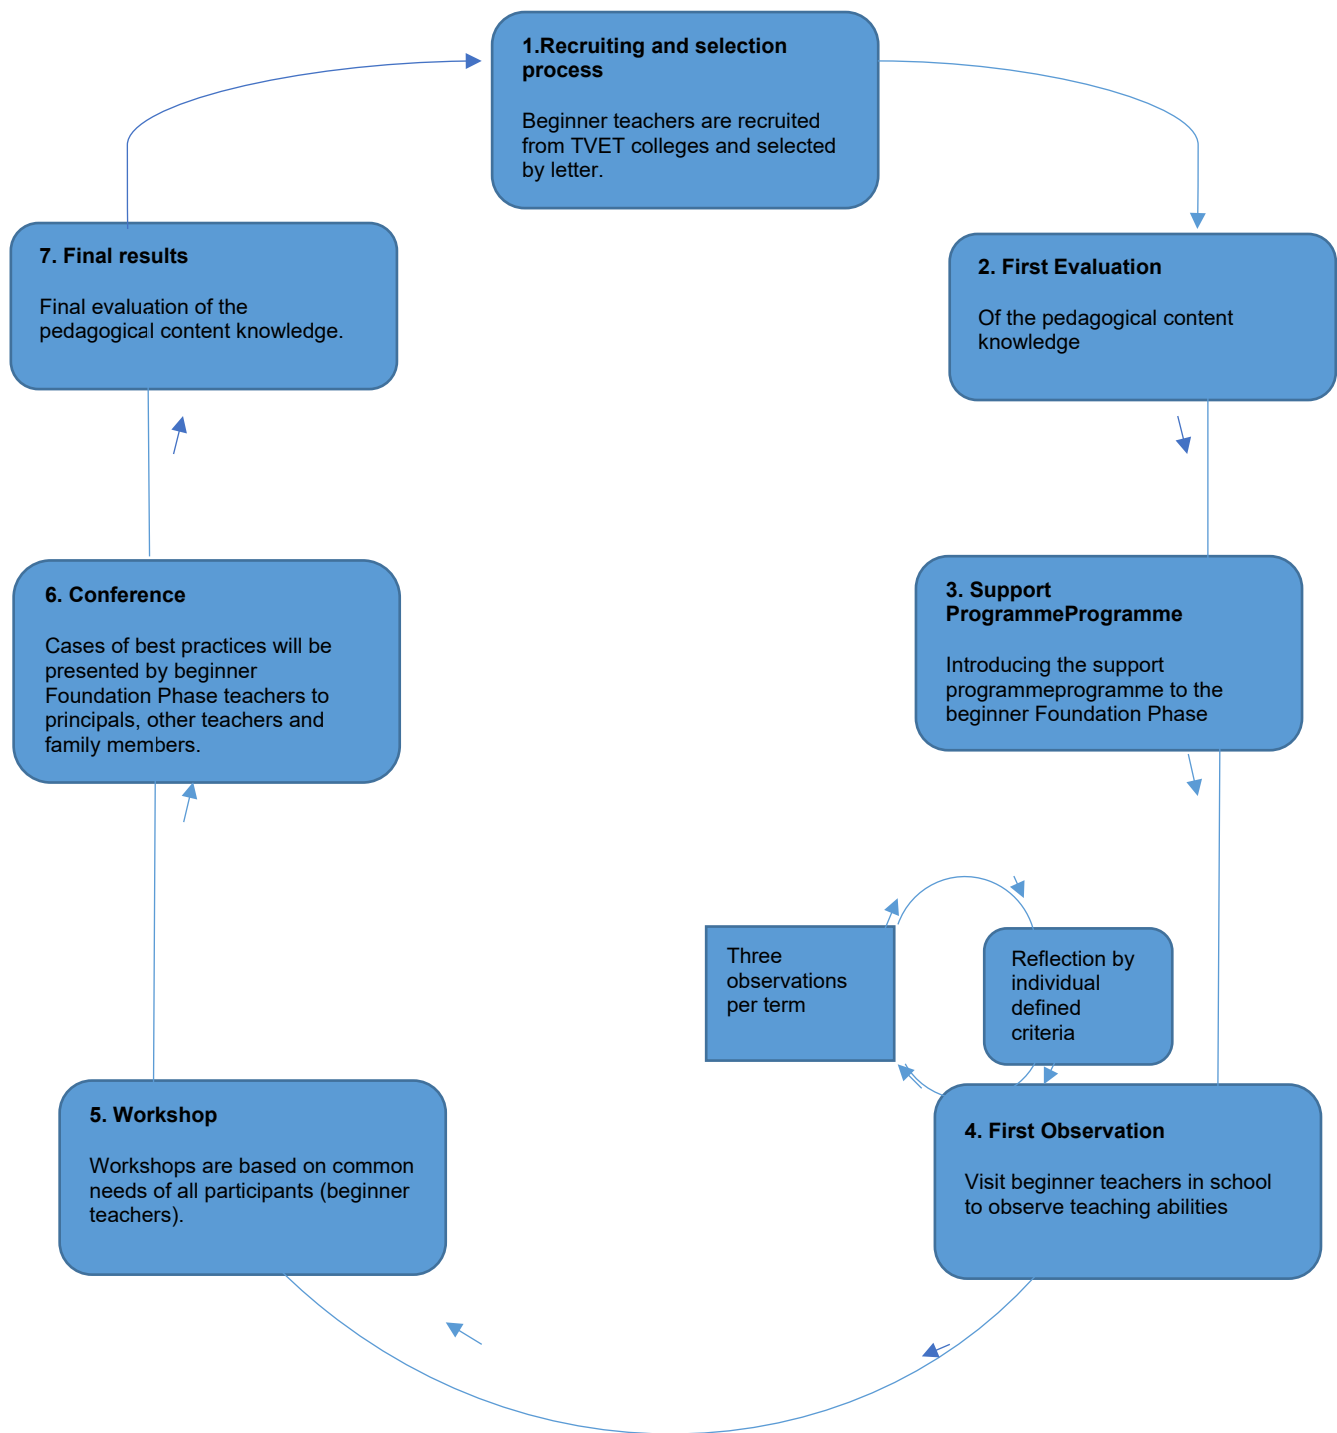 1.Recruiting and selection
process
Beginner teachers are recruited
from TVET colleges and selected
by letter.
2. First Evaluation
Of the pedagogical content
knowledge
3. Support
ProgrammeProgramme
Introducing the support
programmeprogramme to the
beginner Foundation Phase
Three
observations
per term
Reflection by
individual
defined
criteria
4. First Observation
Visit beginner teachers in school
to observe teaching abilities
5. Workshop
Workshops are based on common
needs of all participants (beginner
teachers).
6. Conference
Cases of best practices will be
presented by beginner
Foundation Phase teachers to
principals, other teachers and
family members.
7. Final results
Final evaluation of the
pedagogical content knowledge.